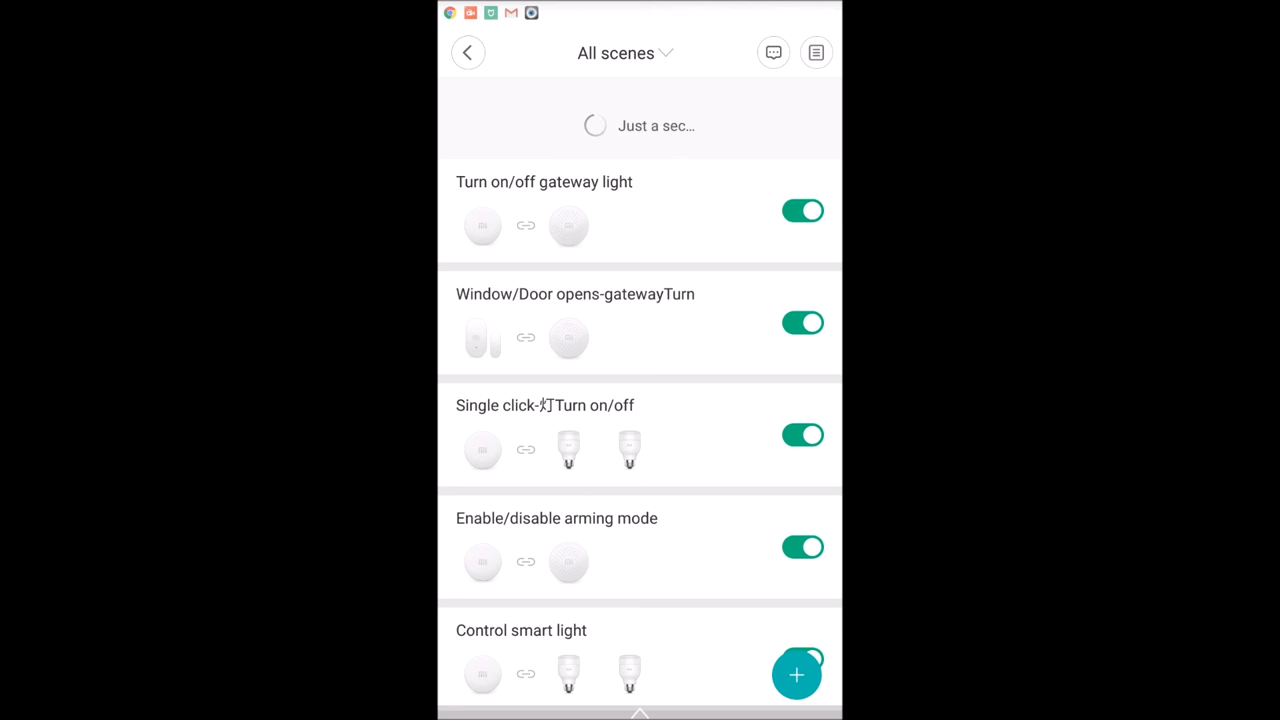 All scenes
Just a sec...
Turn on/off gateway light
Window/Door opens-gatewayTurn
Single click-灯Turn on/off
Enable/disable arming mode
Control smart light